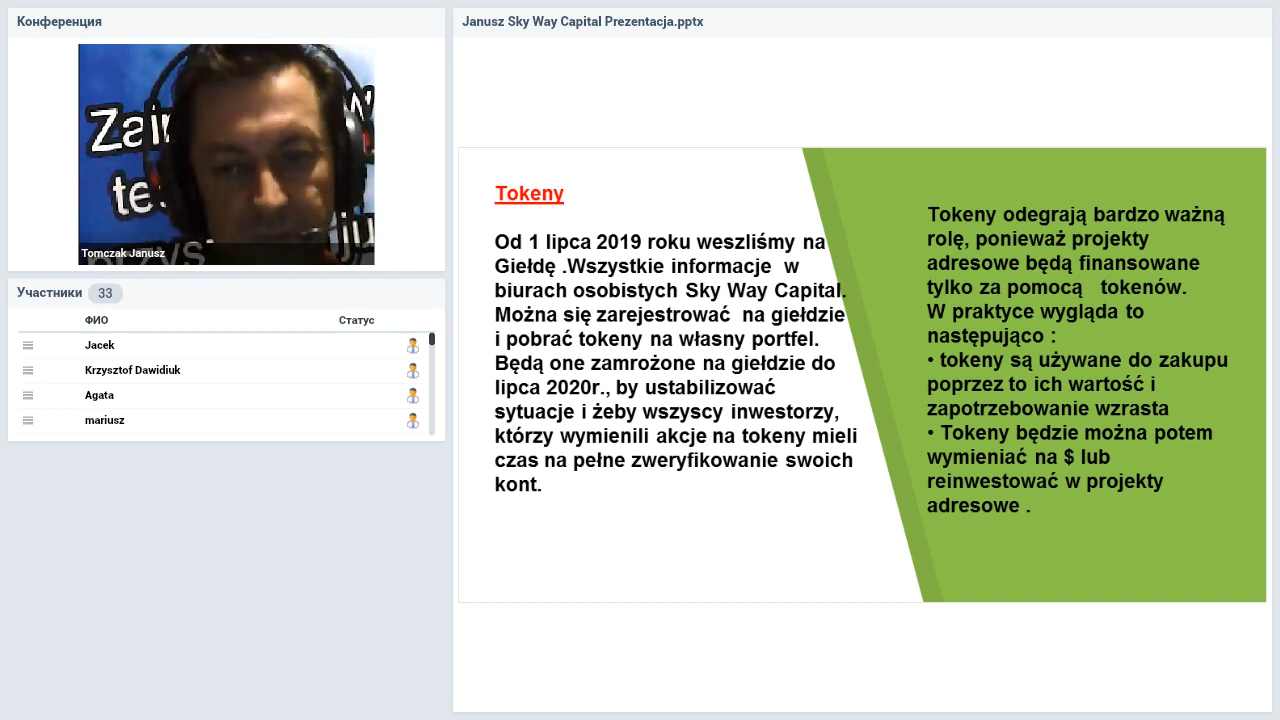 Конференция
Zain
w
te
ju
przys
Tomczak Janusz
Участники 33
ФИО Статус
Jacek
Krzysztof Dawidiuk
Agata
mariusz
Janusz Sky Way Capital Prezentacja.pptx
Tokeny
Od 1 lipca 2019 roku weszliśmy na
Giełdę .Wszystkie informacje w
biurach osobistych Sky Way Capital.
Można się zarejestrować na giełdzie
i pobrać tokeny na własny portfel.
Będą one zamrożone na giełdzie do
lipca 2020r., by ustabilizować
sytuacje i żeby wszyscy inwestorzy,
którzy wymienili akcje na tokeny mieli
czas na pełne zweryfikowanie swoich
kont.
Tokeny odegrają bardzo ważną
rolę, ponieważ projekty
adresowe będą finansowane
tylko za pomocą tokenów.
W praktyce wygląda to
następująco :
• tokeny są używane do zakupu
poprzez to ich wartość i
zapotrzebowanie wzrasta
• Tokeny będzie można potem
wymieniać na $ lub
reinwestować w projekty
adresowe .